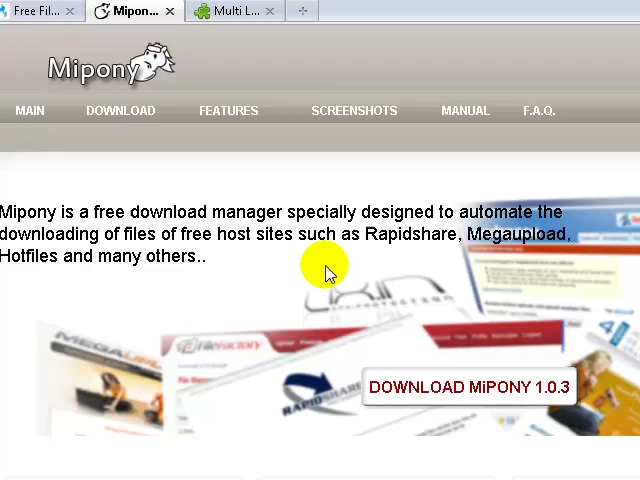 Free Fil...
Mipon...
Multi L...
Mipony
MAIN
DOWNLOAD
FEATURES
SCREENSHOTS
MANUAL
F.A.Q.
Mipony is a free download manager specially designed to automate the
downloading of files of free host sites such as Rapidshare, Megaupload,
Hotfiles and many others..
FileFactory
RAPIDSHARE
DOWNLOAD MiPONY 1.0.3